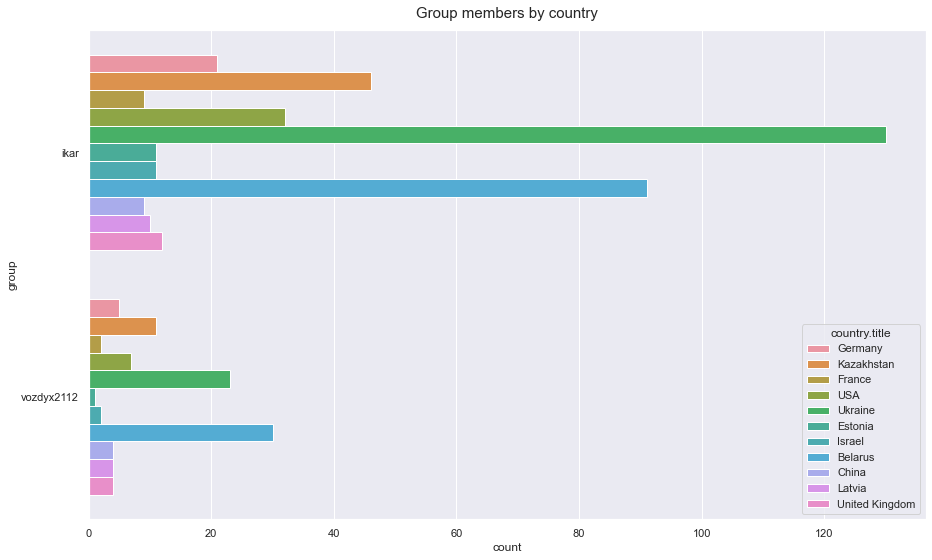 Group members by country
ikar
vozdyx2112
group
0 20 40 60 80 100 120
count
country.title
Germany
Kazakhstan
France
USA
Ukraine
Estonia
Israel
Belarus
China
Latvia
United Kingdom